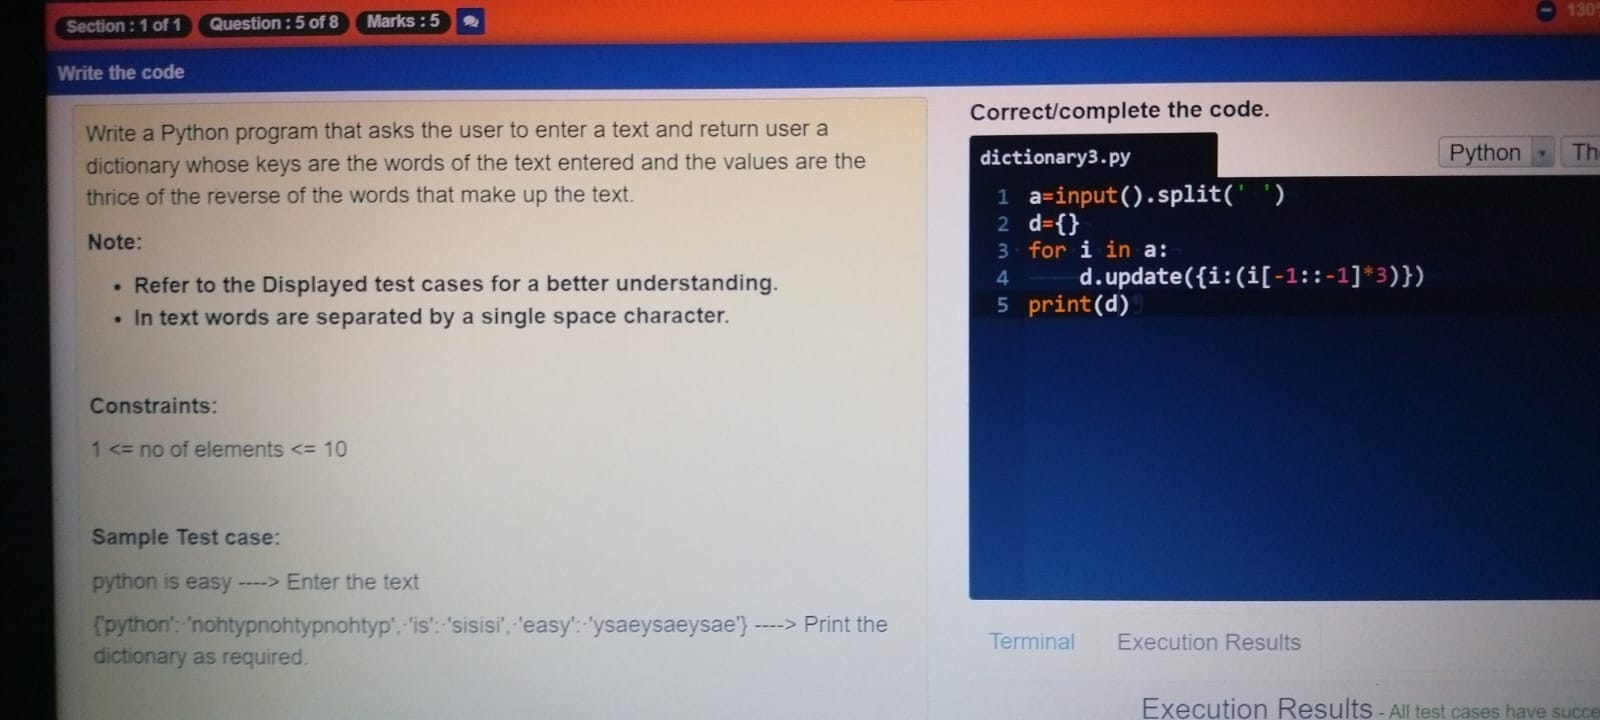 Section : 1 of 1 Question : 5 of 8 Marks : 5
Write the code
Write a Python program that asks the user to enter a text and return user a
dictionary whose keys are the words of the text entered and the values are the
thrice of the reverse of the words that make up the text.
Note:
• Refer to the Displayed test cases for a better understanding.
• In text words are separated by a single space character.
Constraints:
1 <= no of elements <= 10
Sample Test case:
python is easy ----> Enter the text
{'python':·'nohtypnohtypnohtyp',·'is':·'sisisi',·'easy':·'ysaeysaeysae'} ----> Print the
dictionary as required.
Correct/complete the code.
dictionary3.py
Python
1 a=input().split(' ')
2 d={}
3 for i in a:
4 d.update({i:(i[-1::-1]*3)})
5 print(d)
Terminal Execution Results
Execution Results - All test cases have succe